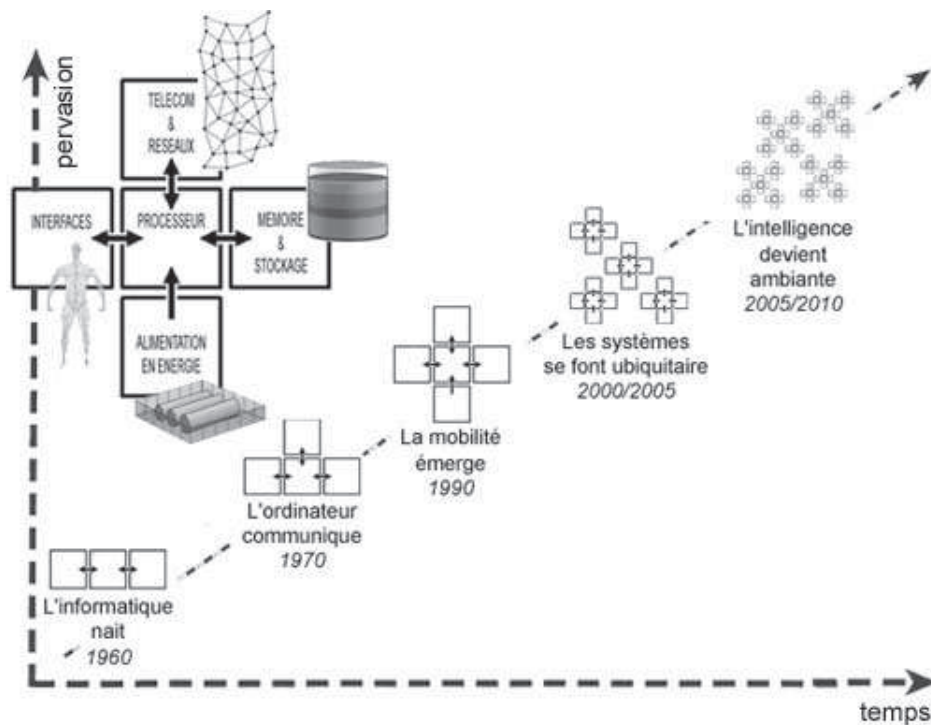 pervasion
TELECOM
&
RESEAUX
INTERFACES
PROCESSEUR
MEMOIRE
&
STOCKAGE
ALIMENTATION
EN ENERGIE
L'intelligence
devient
ambiante
2005/2010
Les systèmes
se font ubiquitaire
2000/2005
La mobilité
émerge
1990
L'ordinateur
communique
1970
L'informatique
nait
1960
temps